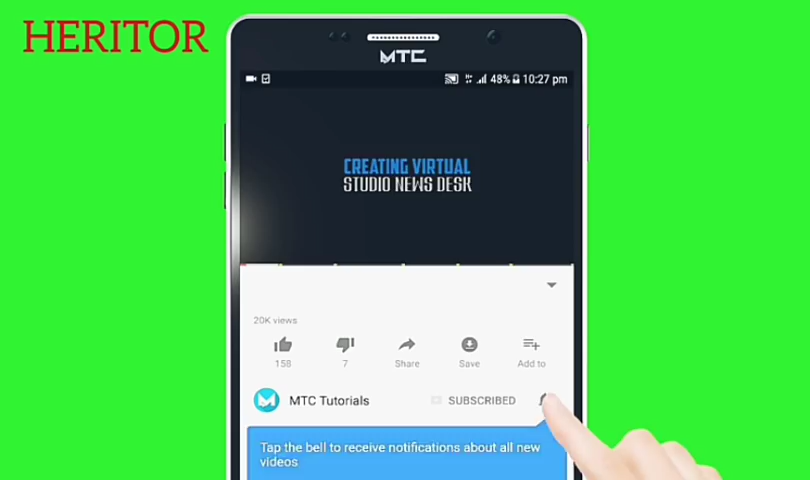 HERITOR
MTC
48% 10:27 pm
CREATING VIRTUAL
STUDIO NEWS DESK
20K views
158
7
Share
Save
Add to
MTC Tutorials
SUBSCRIBED
Tap the bell to receive notifications about all new
videos